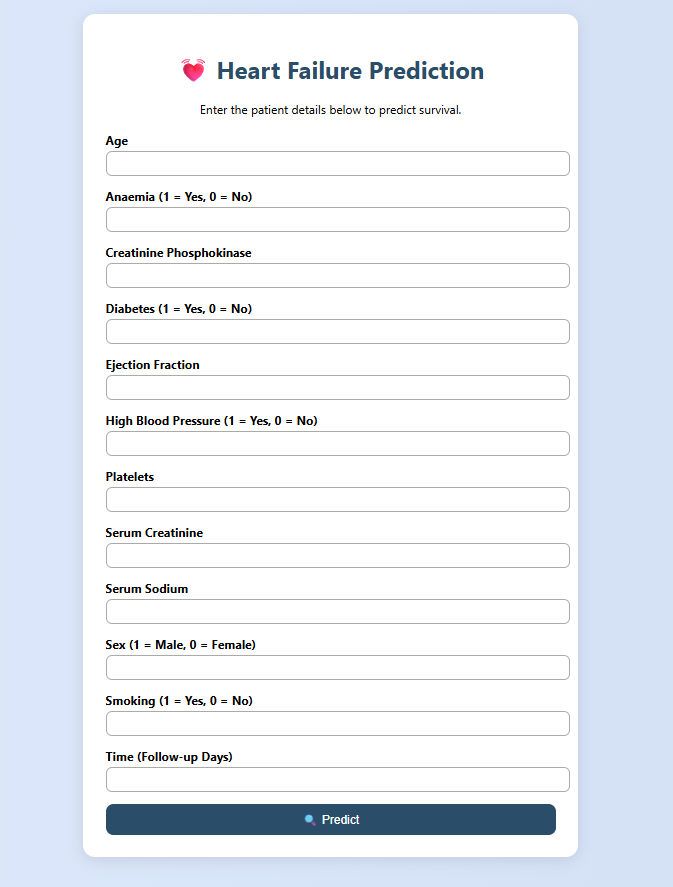 Heart Failure Prediction
Enter the patient details below to predict survival.
Age
Anaemia (1 = Yes, 0 = No)
Creatinine Phosphokinase
Diabetes (1 = Yes, 0 = No)
Ejection Fraction
High Blood Pressure (1 = Yes, 0 = No)
Platelets
Serum Creatinine
Serum Sodium
Sex (1 = Male, 0 = Female)
Smoking (1 = Yes, 0 = No)
Time (Follow-up Days)
Predict